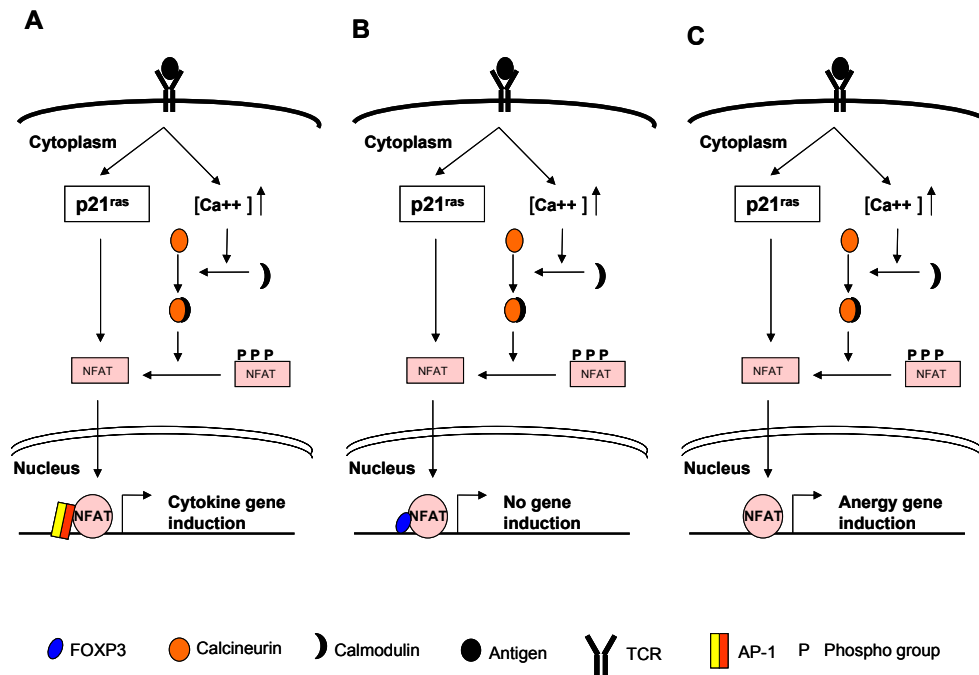 A
Cytoplasm
p21ras
[Ca++]
P P P
NFAT
NFAT
Nucleus
NFAT
Cytokine gene
induction
B
Cytoplasm
p21ras
[Ca++]
P P P
NFAT
NFAT
Nucleus
NFAT
No gene
induction
C
Cytoplasm
p21ras
[Ca++]
P P P
NFAT
NFAT
Nucleus
NFAT
Anergy gene
induction
FOXP3
Calcineurin
Calmodulin
Antigen
TCR
AP-1
P Phospho group